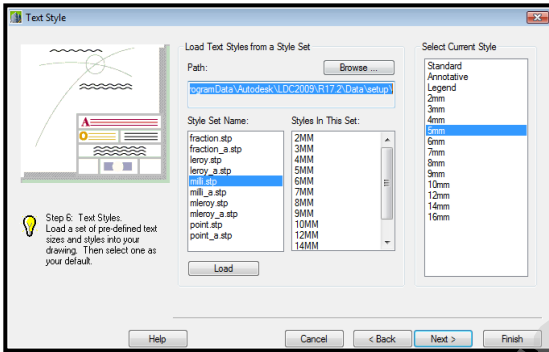 Text Style
Load Text Styles from a Style Set
Path:
Browse ...
rogramData\Autodesk\LDC2009\R17.2\Data\setup\
Style Set Name:
fraction.stp
fraction_a.stp
leroy.stp
leroy_a.stp
milli.stp
milli_a.stp
mleroy.stp
mleroy_a.stp
point.stp
point_a.stp
Styles In This Set:
2MM
3MM
4MM
5MM
6MM
7MM
8MM
9MM
10MM
12MM
14MM
Load
Select Current Style
Standard
Annotative
Legend
2mm
3mm
4mm
5mm
6mm
7mm
8mm
9mm
10mm
12mm
14mm
16mm
A
O
Step 6: Text Styles.
Load a set of pre-defined text
sizes and styles into your
drawing. Then select one as
your default.
Help
Cancel
< Back
Next >
Finish